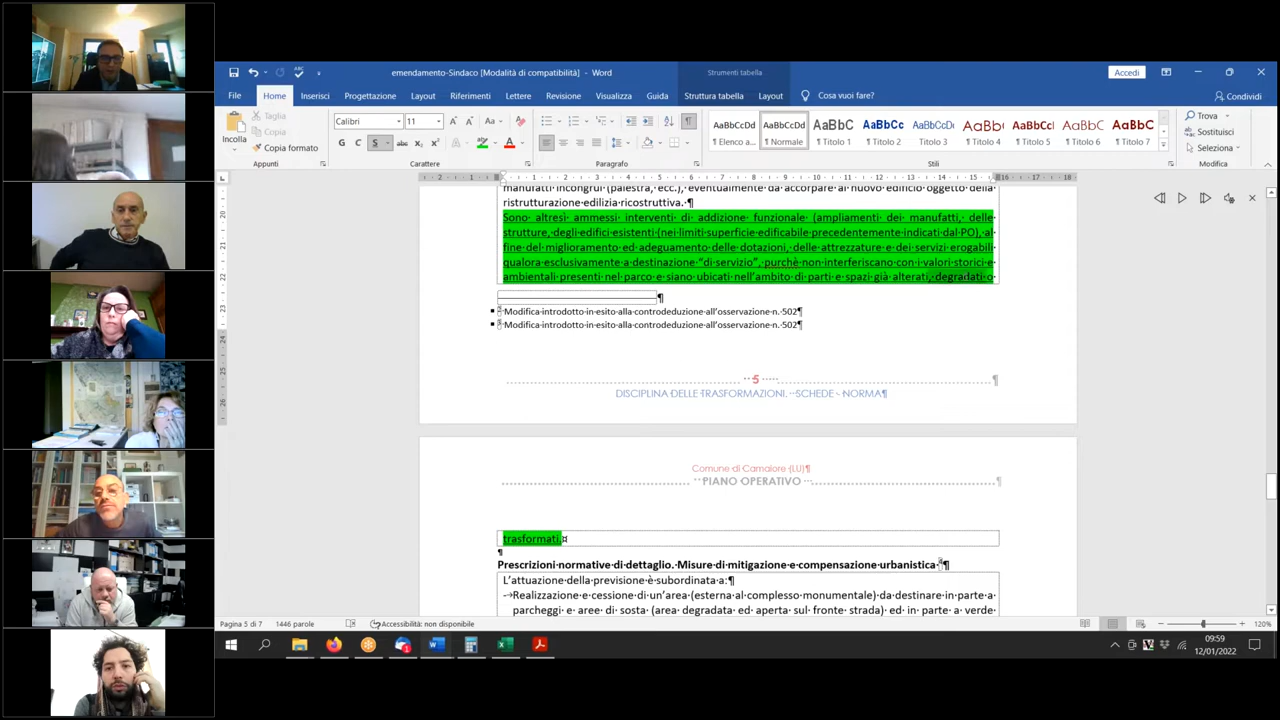 emendamento-Sindaco [Modalità di compatibilità] - Word
Strumenti tabella
Accedi
File
Home
Inserisci
Progettazione
Layout
Riferimenti
Lettere
Revisione
Visualizza
Guida
Struttura tabella
Layout
Cosa vuoi fare?
Condividi
Incolla
Taglia
Copia
Copia formato
Calibri
11
G C S abc x₂ x²
AaBbCcDd AaBbCcDd AaBbC AaBbCc AaBbCcDc AaBbC AaBbCc AaBbC AaBbC
¶ Elenco a... ¶ Normale ¶ Titolo 1 ¶ Titolo 2 ¶ Titolo 3 ¶ Titolo 4 ¶ Titolo 5 ¶ Titolo 6 ¶ Titolo 7
Trova
Sostituisci
Seleziona
Appunti
Carattere
Paragrafo
Stili
Modifica
manufatti incongrui (palestra, ecc.), eventualmente da accorpare al nuovo edificio oggetto della
ristrutturazione edilizia ricostruttiva. ¶
Sono altresì ammessi interventi di addizione funzionale (ampliamenti dei manufatti, delle
strutture, degli edifici esistenti (nei limiti superficie edificabile precedentemente indicati dal PO), al
fine del miglioramento ed adeguamento delle dotazioni, delle attrezzature e dei servizi erogabili
qualora esclusivamente a destinazione "di servizio", purchè non interferiscano con i valori storici e
ambientali presenti nel parco e siano ubicati nell'ambito di parti e spazi già alterati, degradati o
¶
Modifica introdotto in esito alla controdeduzione all'osservazione n. 502¶
Modifica introdotto in esito alla controdeduzione all'osservazione n. 502¶
5
DISCIPLINA DELLE TRASFORMAZIONI. SCHEDE - NORMA¶
Comune di Camaiore (LU)¶
PIANO OPERATIVO
trasformati.¤
¶
Prescrizioni normative di dettaglio. Misure di mitigazione e compensazione urbanistica ¶
L'attuazione della previsione è subordinata a:¶
Realizzazione e cessione di un'area (esterna al complesso monumentale) da destinare in parte a
parcheggi e aree di sosta (area degradata ed aperta sul fronte strada) ed in parte a verde
Pagina 5 di 7
1446 parole
Accessibilità: non disponibile
120%
09:59
12/01/2022